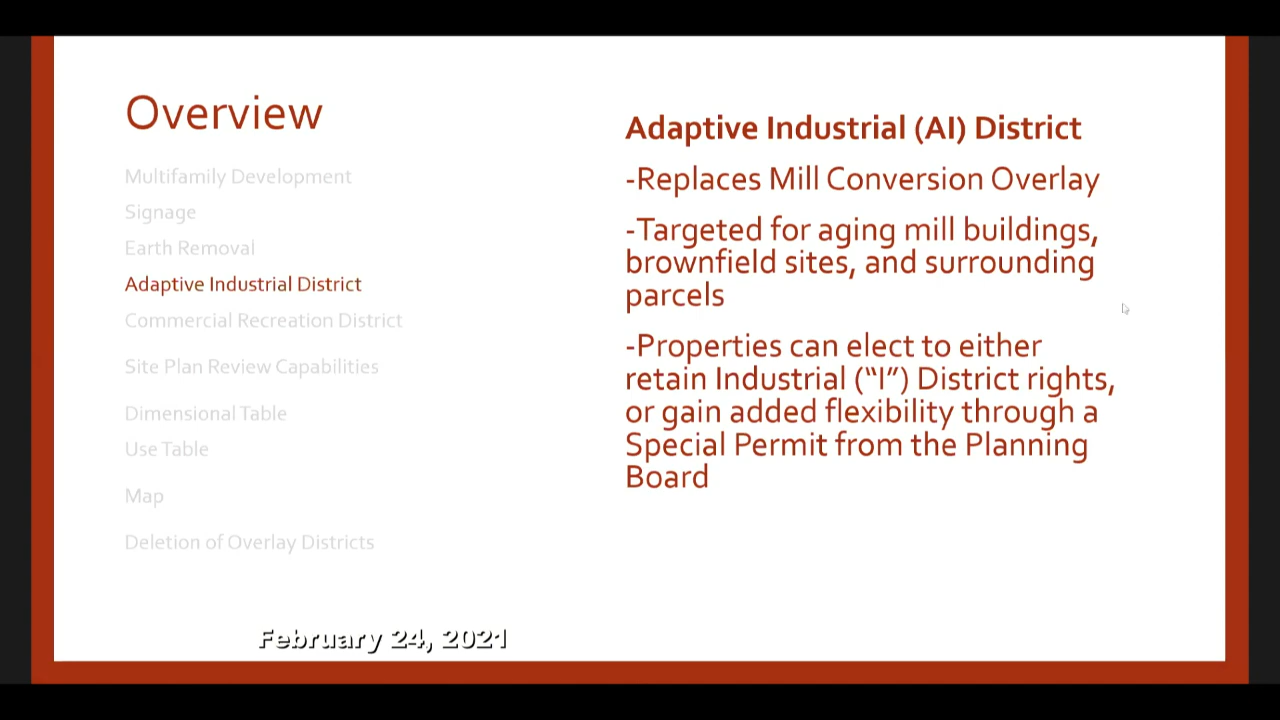 Overview
Multifamily Development
Signage
Earth Removal
Adaptive Industrial District
Commercial Recreation District
Site Plan Review Capabilities
Dimensional Table
Use Table
Map
Deletion of Overlay Districts
Adaptive Industrial (AI) District
-Replaces Mill Conversion Overlay
-Targeted for aging mill buildings,
brownfield sites, and surrounding
parcels
-Properties can elect to either
retain Industrial (“I”) District rights,
or gain added flexibility through a
Special Permit from the Planning
Board
February 24, 2021